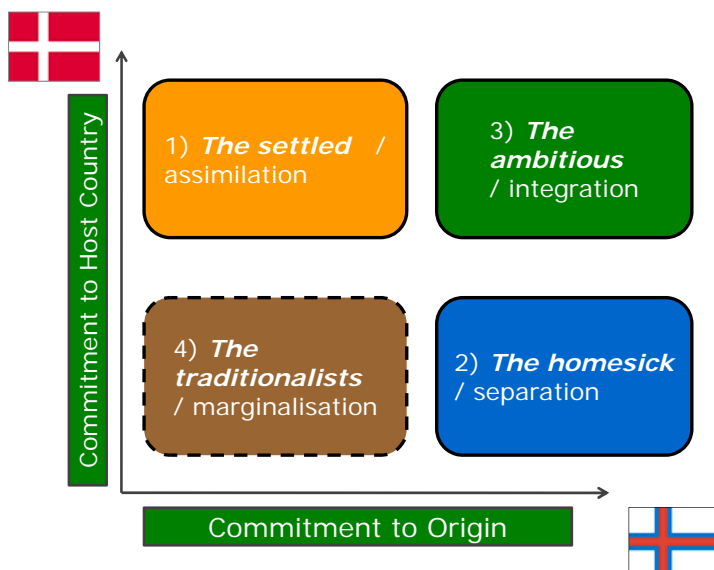 Commitment to Host Country
1) The settled /
assimilation
3) The
ambitious
/ integration
4) The
traditionalists
/ marginalisation
2) The homesick
/ separation
Commitment to Origin